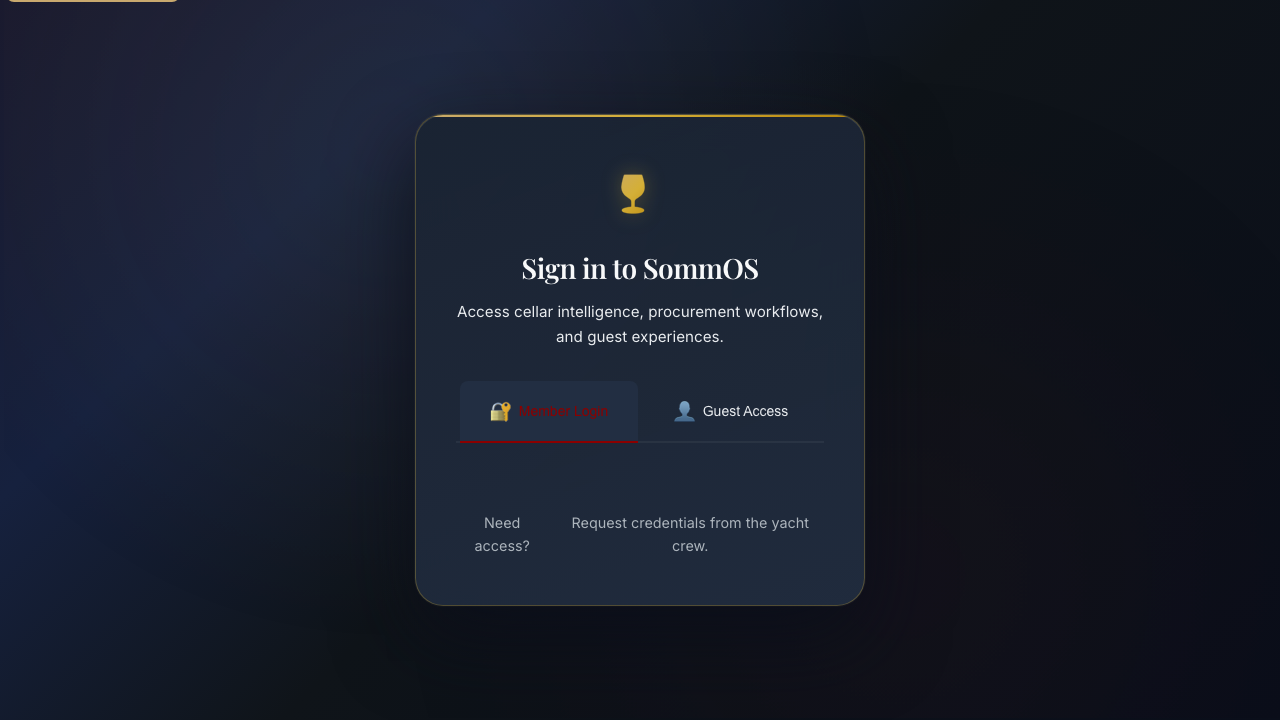 Sign in to SommOS
Access cellar intelligence, procurement workflows,
and guest experiences.
Member Login
Guest Access
Need
access?
Request credentials from the yacht
crew.